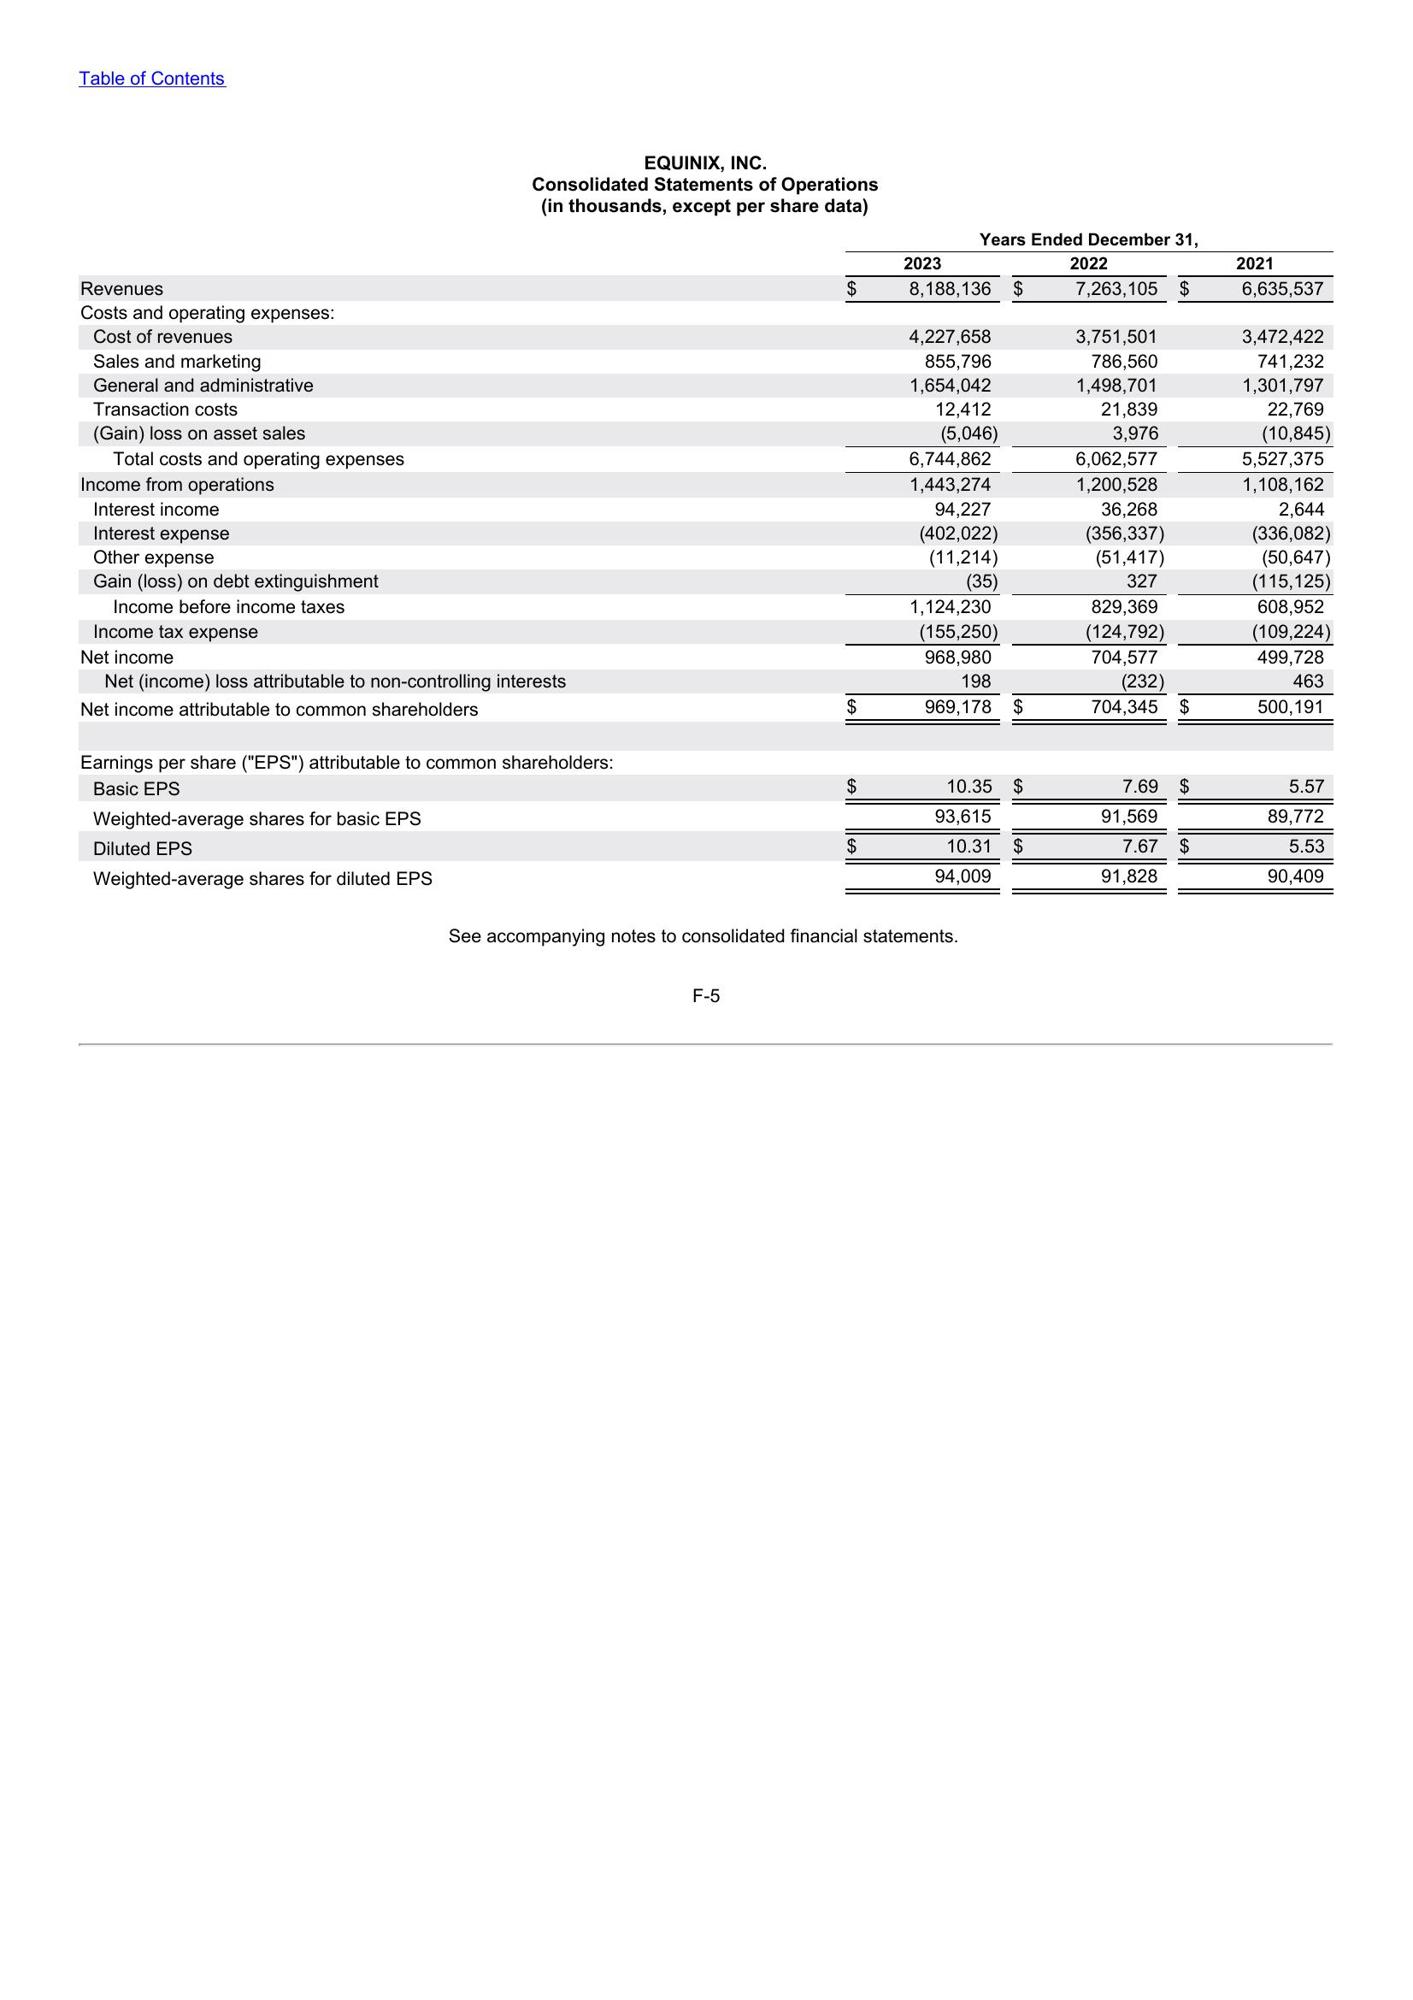 Table of Contents
EQUINIX, INC.
Consolidated Statements of Operations
(in thousands, except per share data)
Years Ended December 31,
2023 2022 2021
Revenues $ 8,188,136 $ 7,263,105 $ 6,635,537
Costs and operating expenses:
Cost of revenues 4,227,658 3,751,501 3,472,422
Sales and marketing 855,796 786,560 741,232
General and administrative 1,654,042 1,498,701 1,301,797
Transaction costs 12,412 21,839 22,769
(Gain) loss on asset sales (5,046) 3,976 (10,845)
Total costs and operating expenses 6,744,862 6,062,577 5,527,375
Income from operations 1,443,274 1,200,528 1,108,162
Interest income 94,227 36,268 2,644
Interest expense (402,022) (356,337) (336,082)
Other expense (11,214) (51,417) (50,647)
Gain (loss) on debt extinguishment (35) 327 (115,125)
Income before income taxes 1,124,230 829,369 608,952
Income tax expense (155,250) (124,792) (109,224)
Net income 968,980 704,577 499,728
Net (income) loss attributable to non-controlling interests 198 (232) 463
Net income attributable to common shareholders $ 969,178 $ 704,345 $ 500,191
Earnings per share ("EPS") attributable to common shareholders:
Basic EPS $ 10.35 $ 7.69 $ 5.57
Weighted-average shares for basic EPS 93,615 91,569 89,772
Diluted EPS $ 10.31 $ 7.67 $ 5.53
Weighted-average shares for diluted EPS 94,009 91,828 90,409
See accompanying notes to consolidated financial statements.
F-5